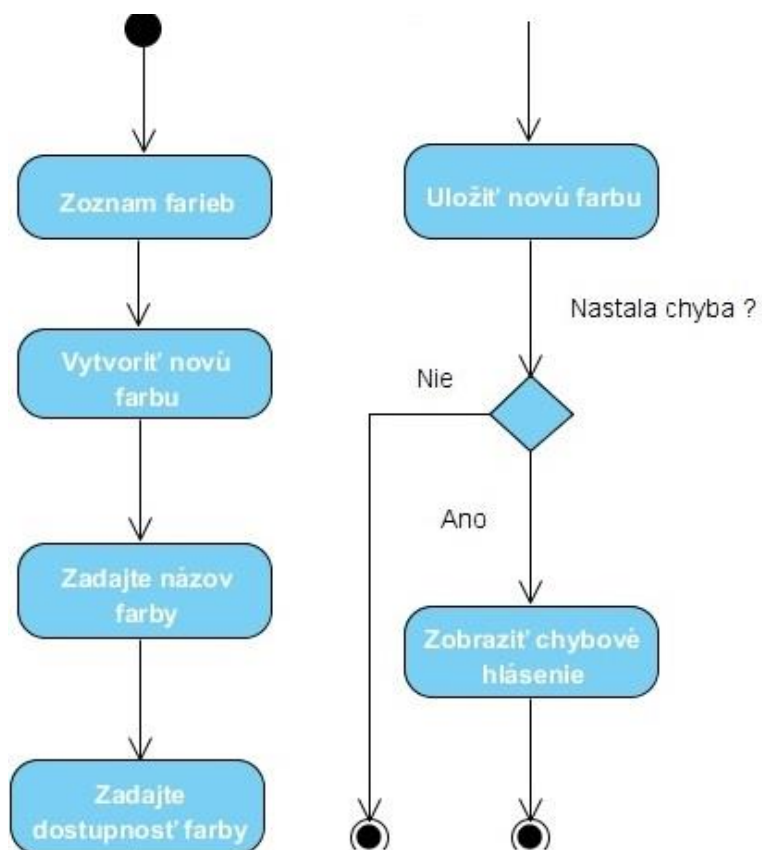 Zoznam farieb
Vytvoriť novú
farbu
Zadajte názov
farby
Zadajte
dostupnosť farby
Uložiť novú farbu
Nastala chyba ?
Nie
Ano
Zobraziť chybové
hlásenie